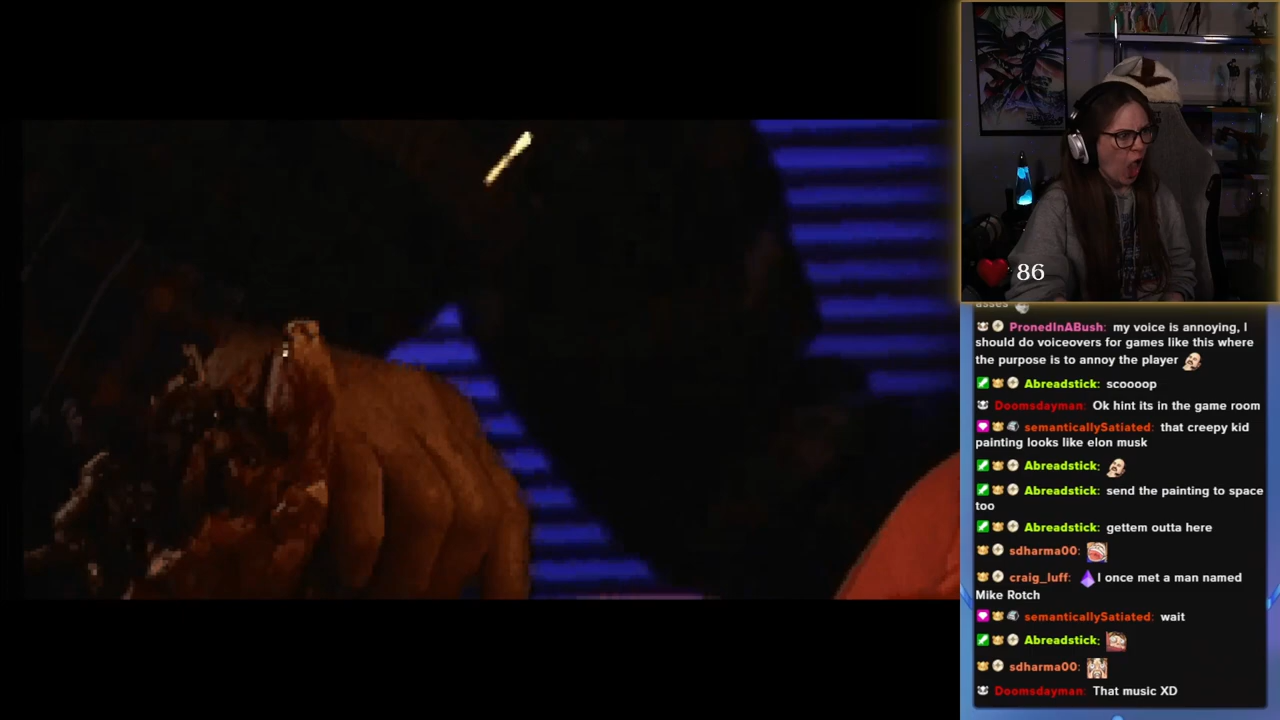 86
asses
PronedInABush: my voice is annoying, I
should do voiceovers for games like this where
the purpose is to annoy the player
Abreadstick: scoooop
Doomsdayman: Ok hint its in the game room
semanticallySatiated: that creepy kid
painting looks like elon musk
Abreadstick:
Abreadstick: send the painting to space
too
Abreadstick: gettem outta here
sdharma00:
craig_luff: I once met a man named
Mike Rotch
semanticallySatiated: wait
Abreadstick:
sdharma00:
Doomsdayman: That music XD